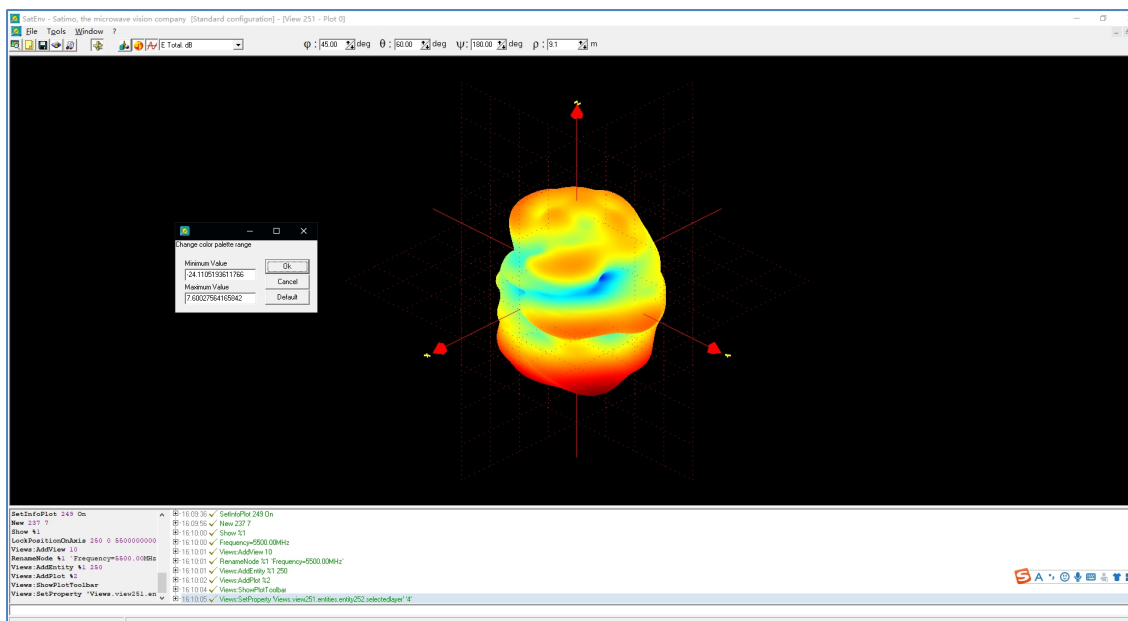 SatEnv - Satimo, the microwave vision company [Standard configuration] - [View 251 - Plot 0]
File Tools Window ?
E Total. dB φ : 45.00 deg θ : 60.00 deg ψ : 180.00 deg ρ : 9.1 m
Change color palette range
Minimum Value
-24.1105193611766
Ok
Cancel
Maximum Value
7.60027564165842
Default
SetInfoPlot 249 On
New 237 7
Show %1
LockPositionOnAxis 250 0 5500000000
Views:AddView 10
RenameNode %1 'Frequency=5500.00MHz
Views:AddEntity %1 250
Views:AddPlot %2
Views:ShowPlotToolbar
Views:SetProperty 'Views.view251.en
16:09:36 ✓ SetInfoPlot 249 On
16:09:56 ✓ New 237 7
16:10:00 ✓ Show %1
16:10:00 ✓ Frequency=5500.00MHz
16:10:01 ✓ Views:AddView 10
16:10:01 ✓ RenameNode %1 'Frequency=5500.00MHz'
16:10:01 ✓ Views:AddEntity %1 250
16:10:02 ✓ Views:AddPlot %2
16:10:04 ✓ Views:ShowPlotToolbar
16:10:05 ✓ Views:SetProperty 'Views.view251.entities.entity252.selectedlayer' '4'
S A